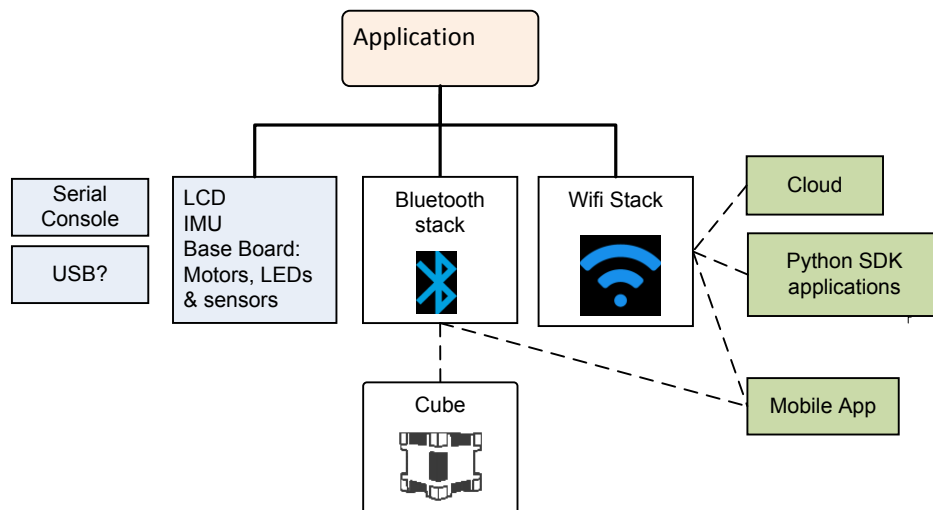 Application
Serial
Console
USB?
LCD
IMU
Base Board:
Motors, LEDs
& sensors
Bluetooth
stack
Wifi Stack
Cloud
Python SDK
applications
Mobile App
Cube